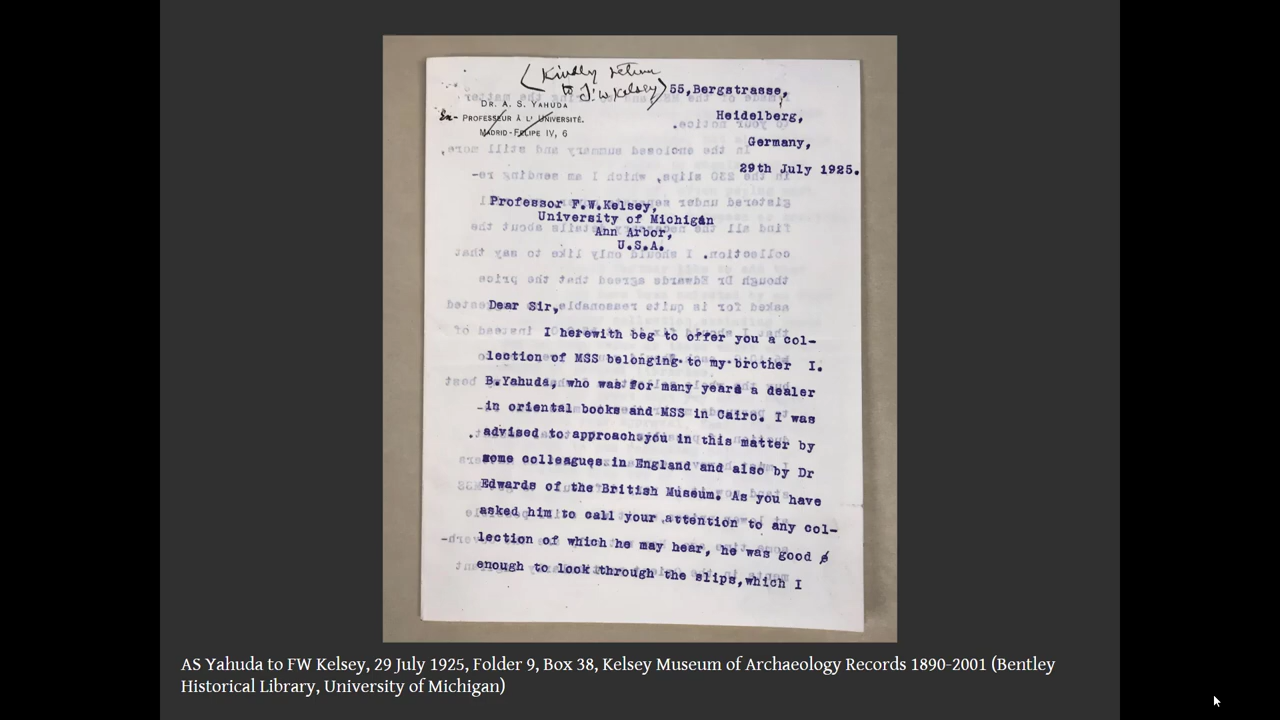 (Kindly return
to F.W. Kelsey)
DR. A. S. YAHUDA
Ex- PROFESSEUR À L' UNIVERSITÉ.
MADRID-FELIPE IV, 6
55,Bergstrasse,
Heidelberg,
Germany,
29th July 1925.
Professor F.W.Kelsey,
University of Michigan
Ann Arbor,
U.S.A.
Dear Sir,
I herewith beg to offer you a col-
lection of MSS belonging to my brother I.
B.Yahuda, who was for many years a dealer
in oriental books and MSS in Cairo. I was
advised to approach you in this matter by
some colleagues in England and also by Dr
Edwards of the British Museum. As you have
asked him to call your attention to any col-
lection of which he may hear, he was good
enough to look through the slips,which I
AS Yahuda to FW Kelsey, 29 July 1925, Folder 9, Box 38, Kelsey Museum of Archaeology Records 1890-2001 (Bentley
Historical Library, University of Michigan)